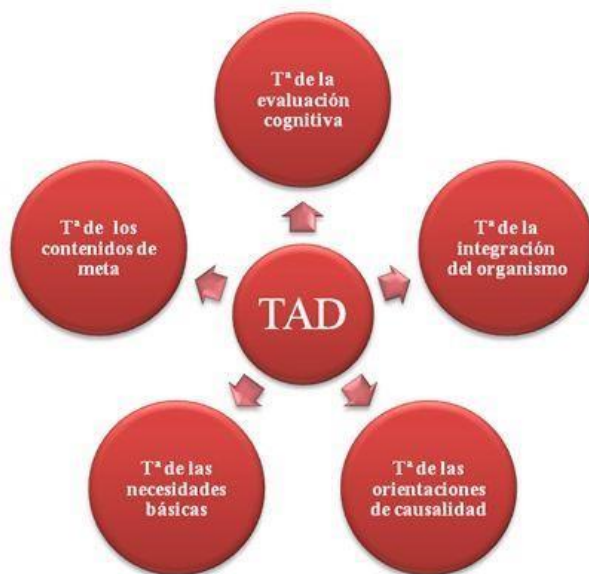 Tª de la
evaluación
cognitiva
Tª de los
contenidos de
meta
Tª de la
integración
del organismo
TAD
Tª de las
necesidades
básicas
Tª de las
orientaciones
de causalidad